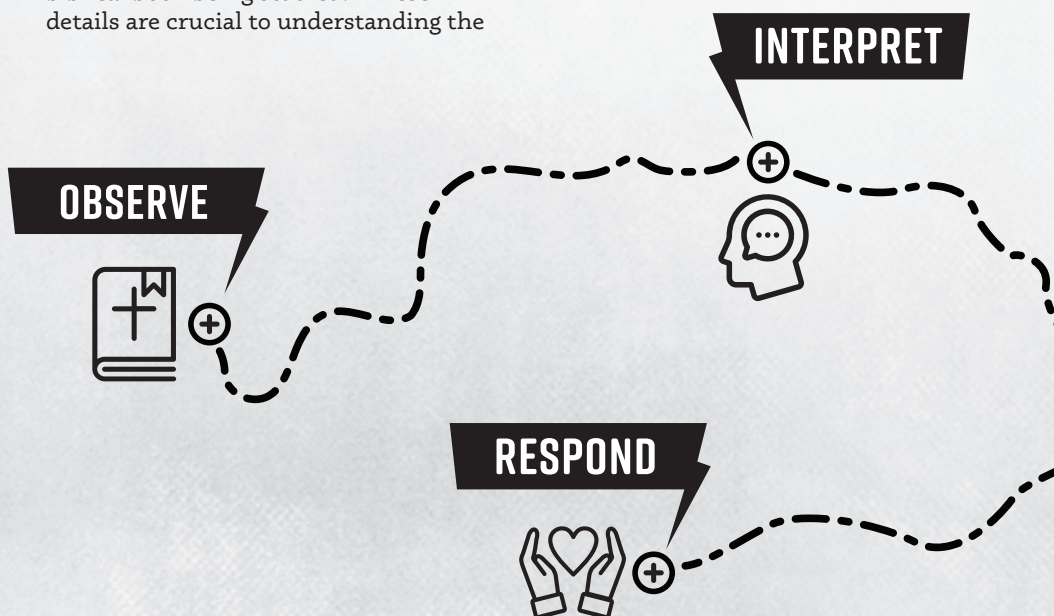 details are crucial to understanding the
INTERPRET
OBSERVE
RESPOND